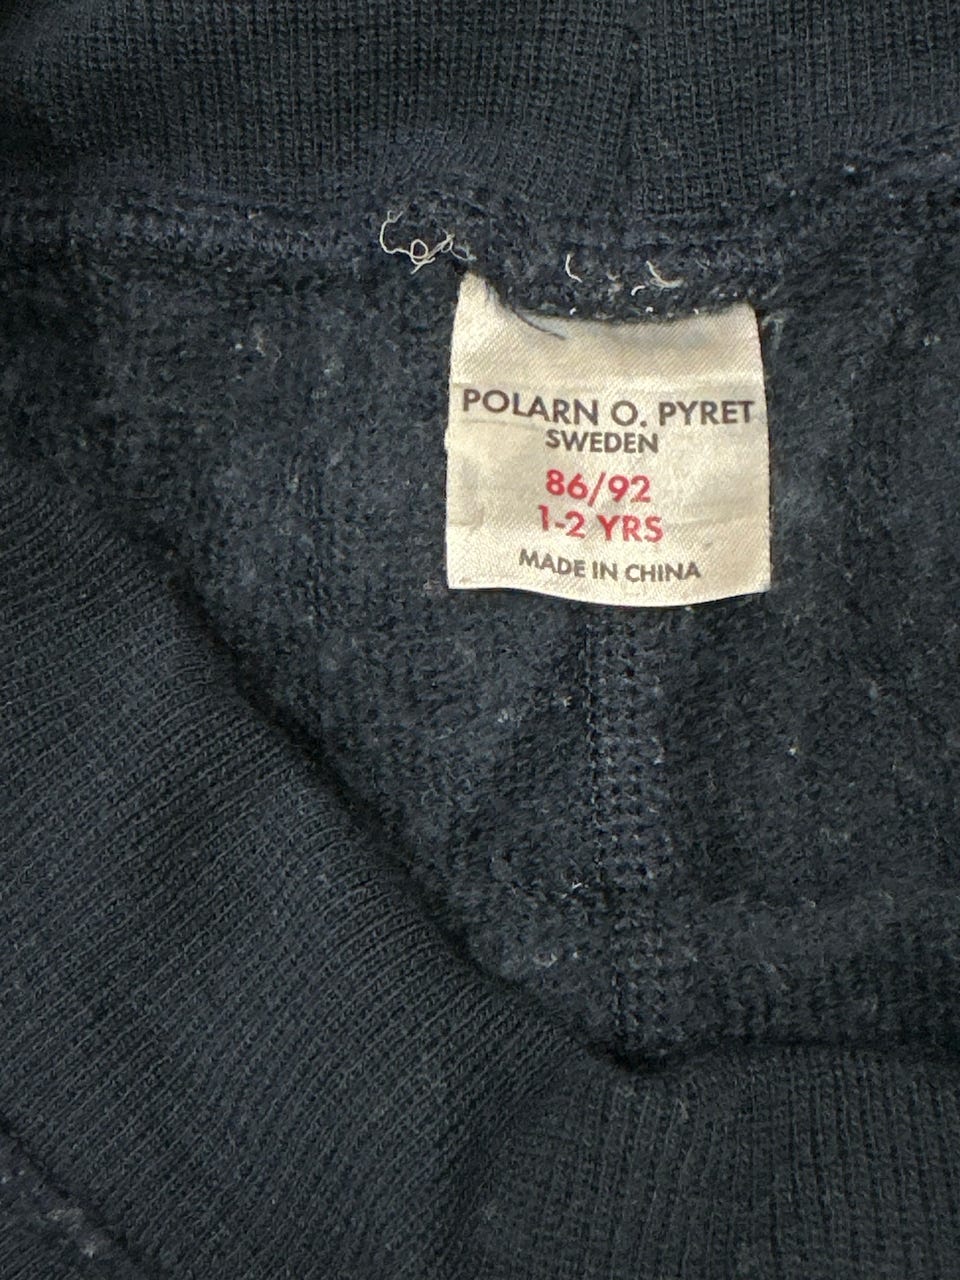 POLARN O. PYRET
SWEDEN
86/92
1-2 YRS
MADE IN CHINA